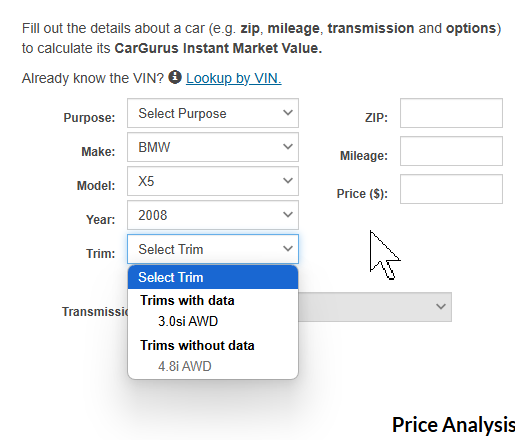 Fill out the details about a car (e.g. zip, mileage, transmission and options)
to calculate its CarGurus Instant Market Value.
Already know the VIN? Lookup by VIN.
Purpose: Select Purpose ZIP:
Make: BMW
Mileage:
Model: X5
Price ($):
Year: 2008
Trim: Select Trim
Select Trim
Trims with data
Transmissio
3.0si AWD
Trims without data
4.8i AWD
Price Analysis